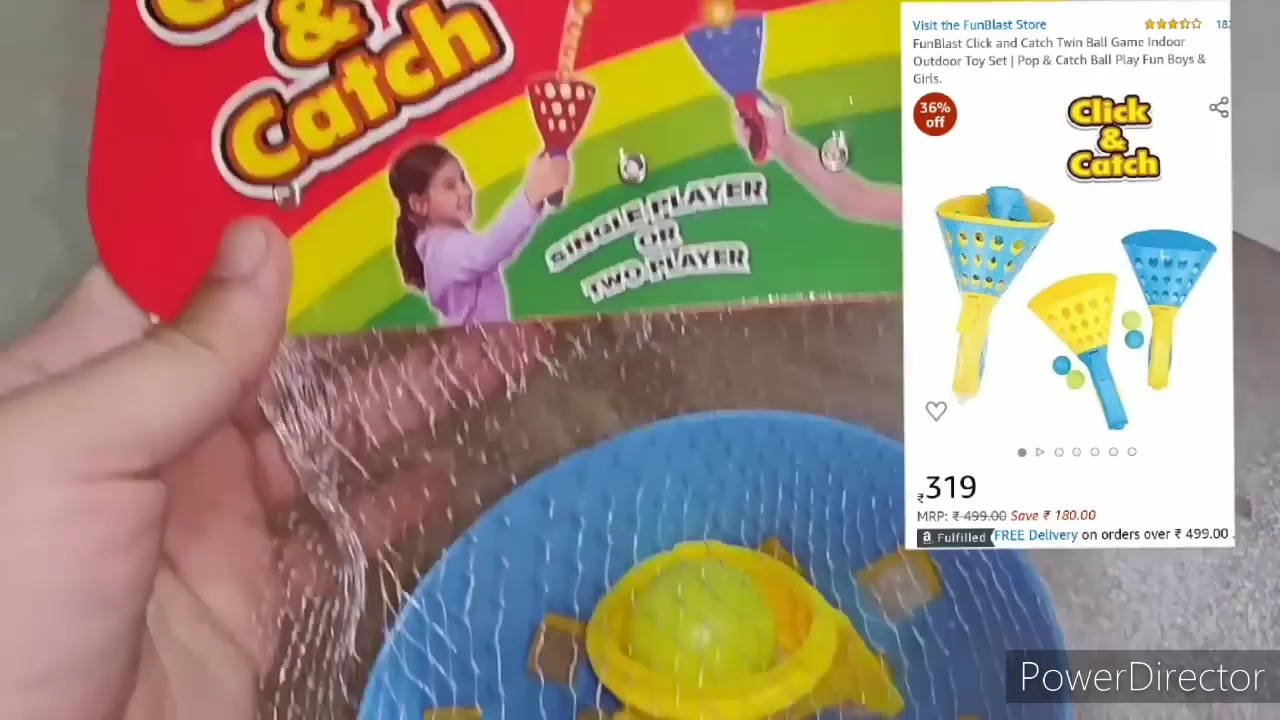 &
Catch
SINGLE PLAYER
OR
TWO PLAYER
Visit the FunBlast Store
FunBlast Click and Catch Twin Ball Game Indoor
Outdoor Toy Set | Pop & Catch Ball Play Fun Boys &
Girls.
36%
off
Click
&
Catch
₹319
MRP: ₹ 499.00 Save ₹ 180.00
a Fulfilled FREE Delivery on orders over ₹ 499.00.
PowerDirector